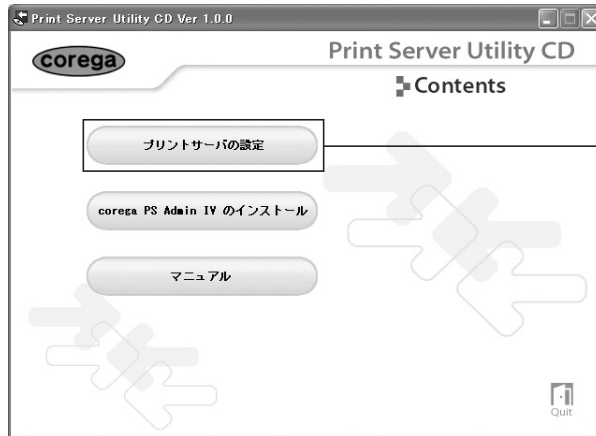 Print Server Utility CD Ver 1.0.0
corega
Print Server Utility CD
Contents
プリントサーバの設定
corega PS Admin IV のインストール
マニュアル
Quit